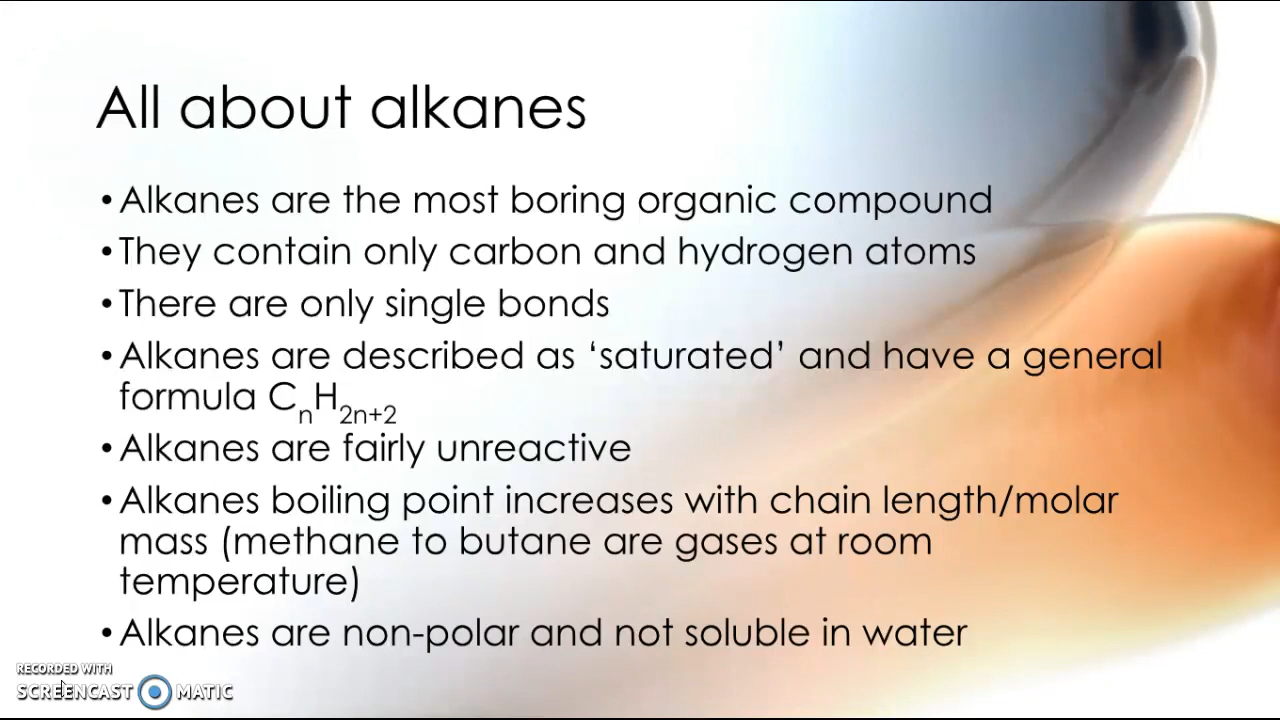 All about alkanes
• Alkanes are the most boring organic compound
• They contain only carbon and hydrogen atoms
• There are only single bonds
• Alkanes are described as ‘saturated’ and have a general
formula CₙH₂ₙ₊₂
• Alkanes are fairly unreactive
• Alkanes boiling point increases with chain length/molar
mass (methane to butane are gases at room
temperature)
• Alkanes are non-polar and not soluble in water
RECORDED WITH
SCREENCAST MATIC